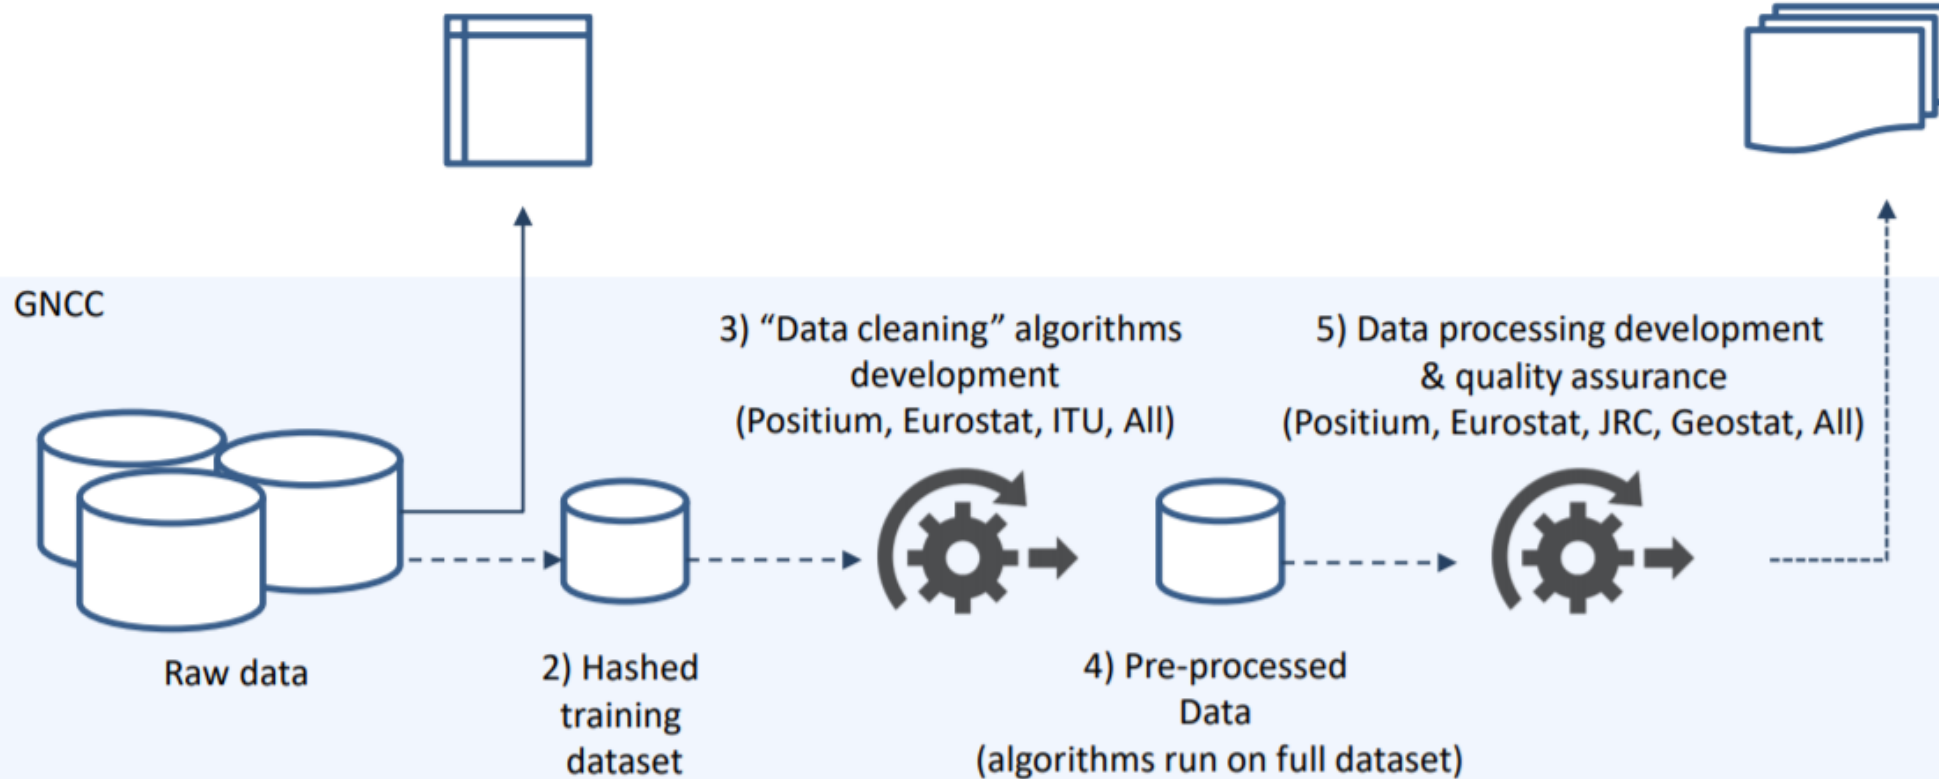 GNCC
3) “Data cleaning” algorithms
development
(Positium, Eurostat, ITU, All)
5) Data processing development
& quality assurance
(Positium, Eurostat, JRC, Geostat, All)
Raw data
2) Hashed
training
dataset
4) Pre-processed
Data
(algorithms run on full dataset)